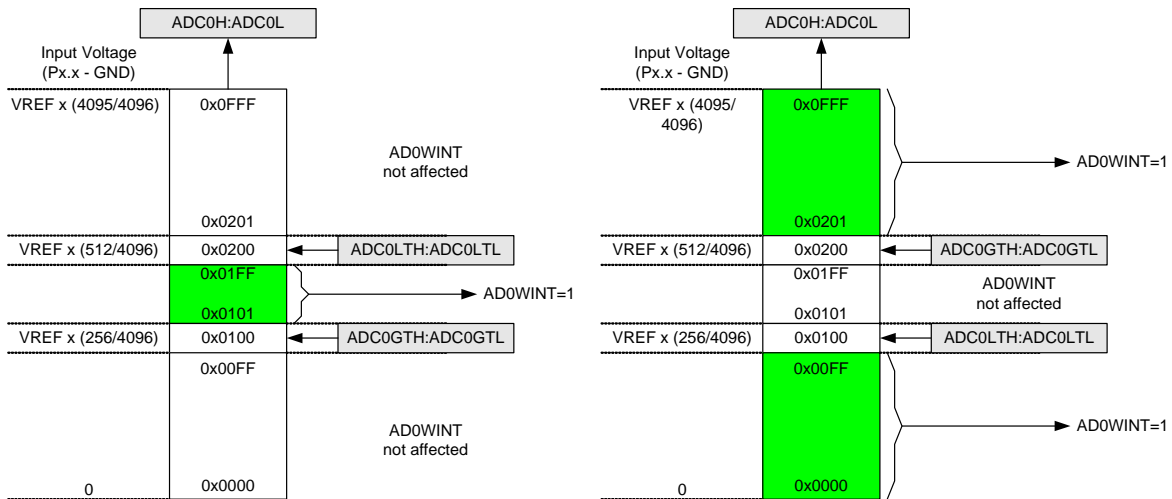 ADC0H:ADC0L
Input Voltage
(Px.x - GND)
VREF x (4095/4096)
0x0FFF
AD0WINT
not affected
0x0201
VREF x (512/4096)
0x0200
ADC0LTH:ADC0LTL
0x01FF
AD0WINT=1
0x0101
VREF x (256/4096)
0x0100
ADC0GTH:ADC0GTL
0x00FF
AD0WINT
not affected
0
0x0000
ADC0H:ADC0L
Input Voltage
(Px.x - GND)
VREF x (4095/
4096)
0x0FFF
AD0WINT=1
0x0201
VREF x (512/4096)
0x0200
ADC0GTH:ADC0GTL
0x01FF
AD0WINT
not affected
0x0101
VREF x (256/4096)
0x0100
ADC0LTH:ADC0LTL
0x00FF
AD0WINT=1
0
0x0000